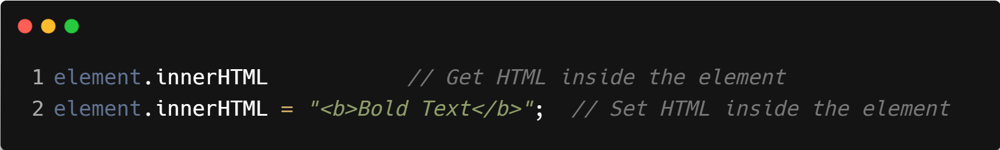 1 element.innerHTML // Get HTML inside the element
2 element.innerHTML = "<b>Bold Text</b>"; // Set HTML inside the element